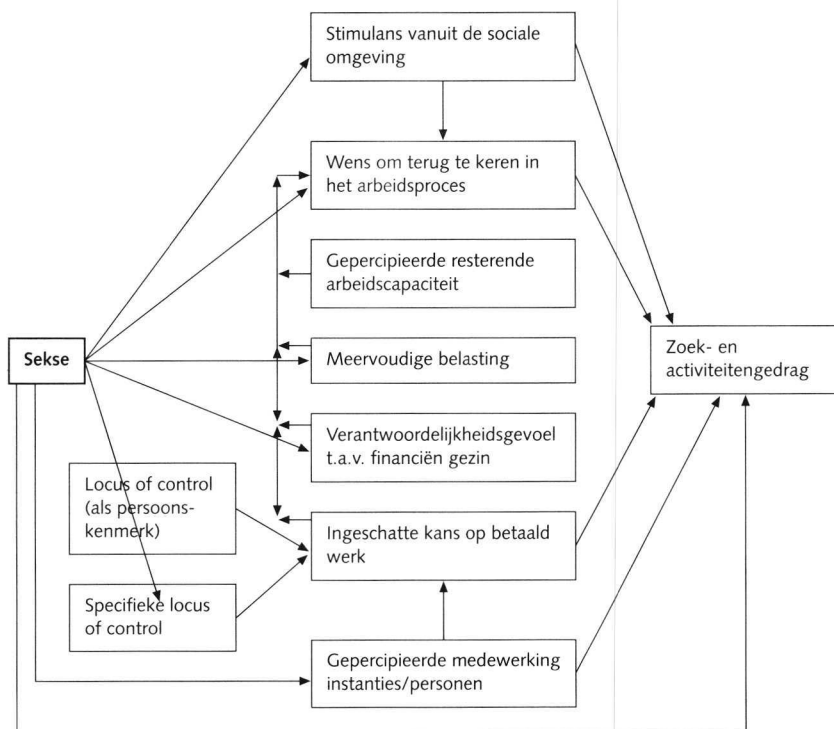 Stimulans vanuit de sociale
omgeving
Wens om terug te keren in
het arbeidsproces
Gepercipieerde resterende
arbeidscapaciteit
Sekse
Meervoudige belasting
Zoek- en
activiteitengedrag
Verantwoordelijkheidsgevoel
t.a.v. financiën gezin
Locus of control
(als persoons-
kenmerk)
Ingeschatte kans op betaald
werk
Specifieke locus
of control
Gepercipieerde medewerking
instanties/personen